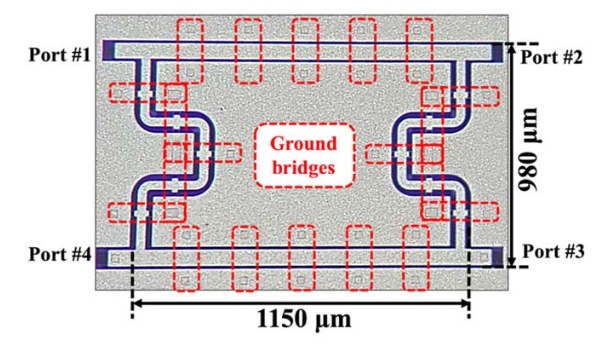 Port #1
Port #2
Ground
bridges
980 μm
Port #4
Port #3
1150 μm